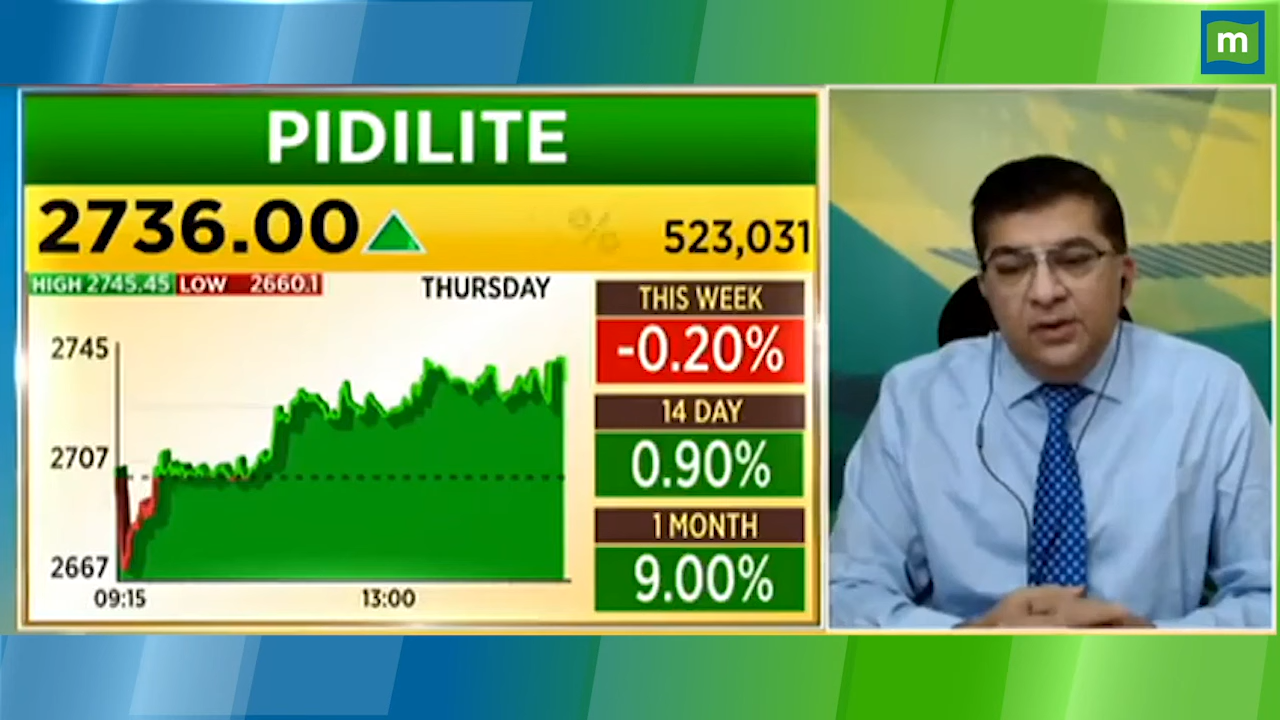 m
PIDILITE
2736.00
% 523,031
HIGH 2745.45 LOW 2660.1
THURSDAY
2745
2707
2667
09:15 13:00
THIS WEEK
-0.20%
14 DAY
0.90%
1 MONTH
9.00%